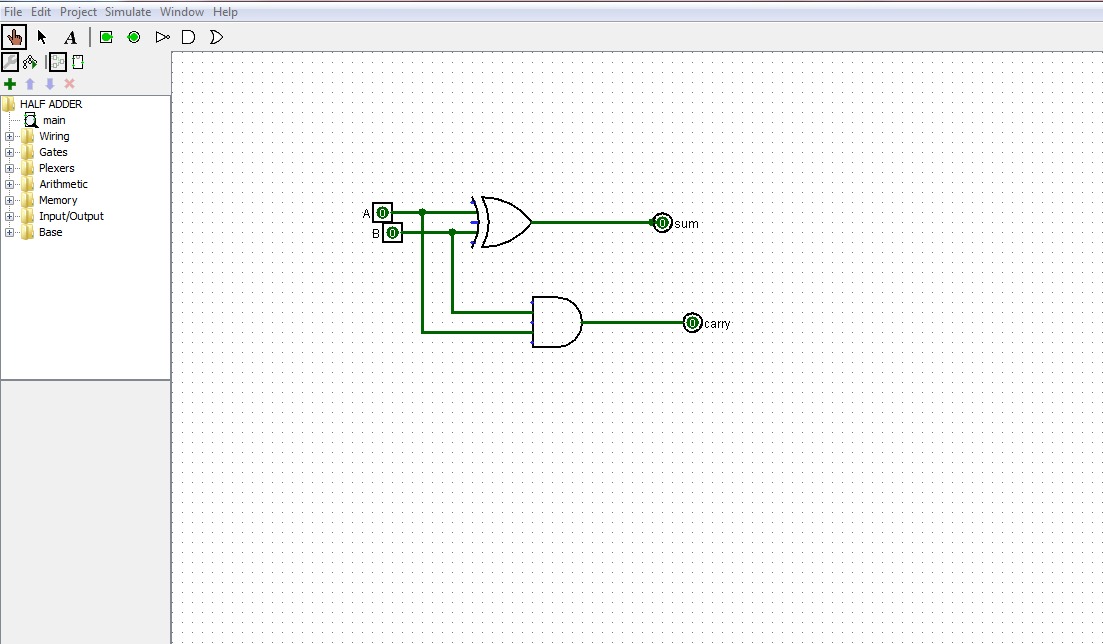 File Edit Project Simulate Window Help
A
HALF ADDER
main
Wiring
Gates
Plexers
Arithmetic
Memory
Input/Output
Base
A 0
B 0
0 sum
0 carry